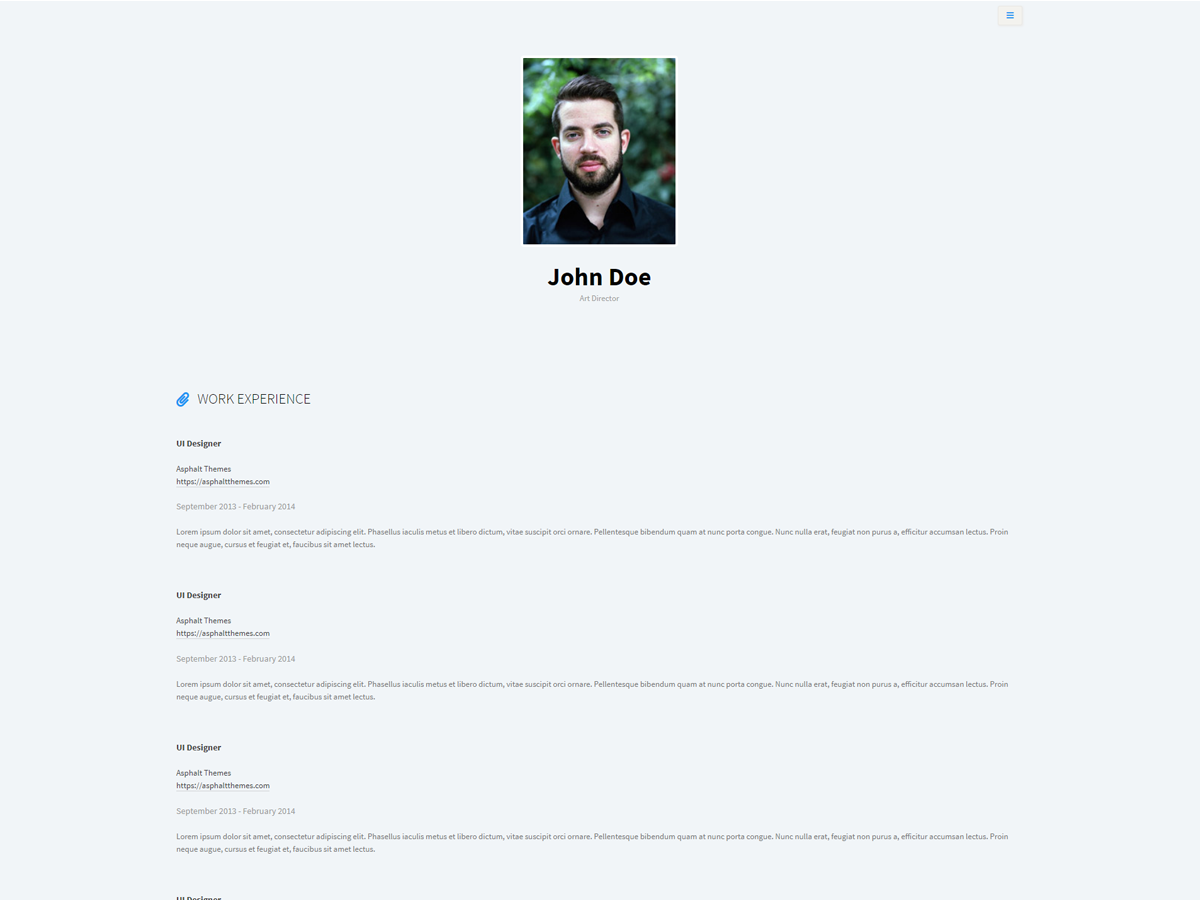 John Doe
Art Director
WORK EXPERIENCE
UI Designer
Asphalt Themes
https://asphaltthemes.com
September 2013 - February 2014
Lorem ipsum dolor sit amet, consectetur adipiscing elit. Phasellus iaculis metus et libero dictum, vitae suscipit orci ornare. Pellentesque bibendum quam at nunc porta congue. Nunc nulla erat, feugiat non purus a, efficitur accumsan lectus. Proin
neque augue, cursus et feugiat et, faucibus sit amet lectus.
UI Designer
Asphalt Themes
https://asphaltthemes.com
September 2013 - February 2014
Lorem ipsum dolor sit amet, consectetur adipiscing elit. Phasellus iaculis metus et libero dictum, vitae suscipit orci ornare. Pellentesque bibendum quam at nunc porta congue. Nunc nulla erat, feugiat non purus a, efficitur accumsan lectus. Proin
neque augue, cursus et feugiat et, faucibus sit amet lectus.
UI Designer
Asphalt Themes
https://asphaltthemes.com
September 2013 - February 2014
Lorem ipsum dolor sit amet, consectetur adipiscing elit. Phasellus iaculis metus et libero dictum, vitae suscipit orci ornare. Pellentesque bibendum quam at nunc porta congue. Nunc nulla erat, feugiat non purus a, efficitur accumsan lectus. Proin
neque augue, cursus et feugiat et, faucibus sit amet lectus.
UI Designer